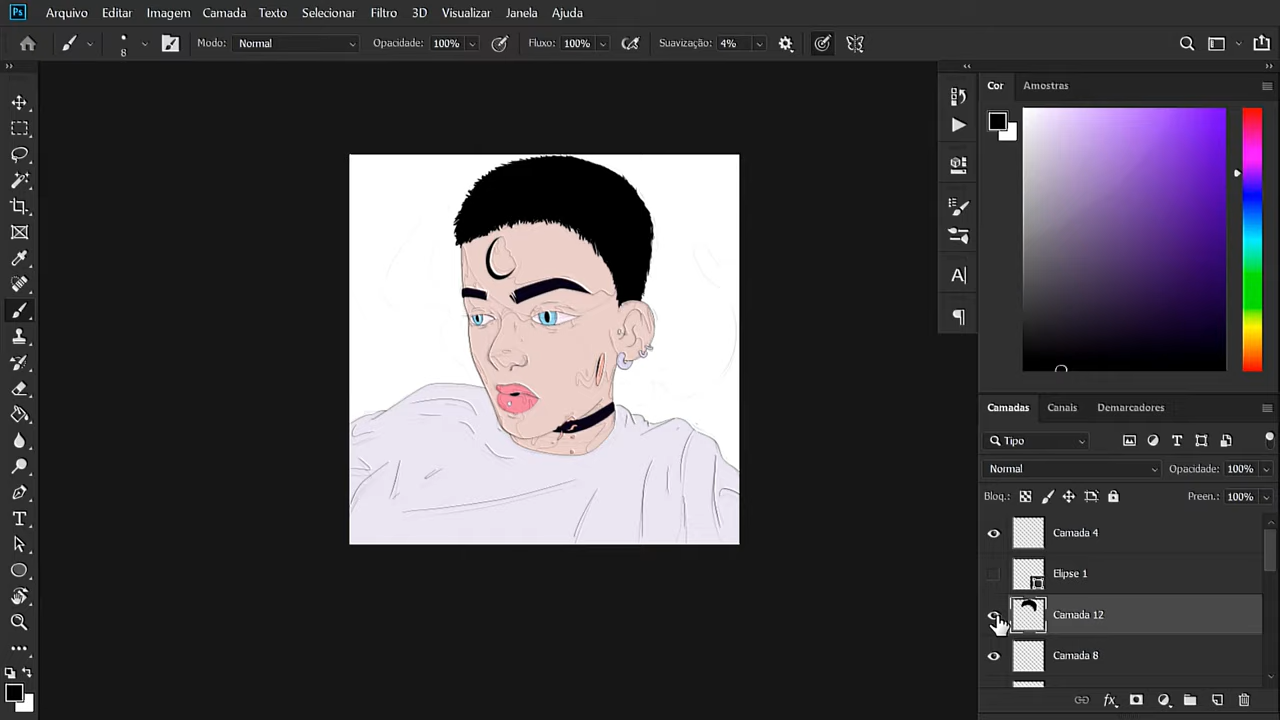 Ps Arquivo Editar Imagem Camada Texto Selecionar Filtro 3D Visualizar Janela Ajuda
8 Modo: Normal Opacidade: 100% Fluxo: 100% Suavização: 4%
Cor Amostras
Camadas Canais Demarcadores
Tipo
Normal Opacidade: 100%
Bloq.: Preen.: 100%
Camada 4
Elipse 1
Camada 12
Camada 8